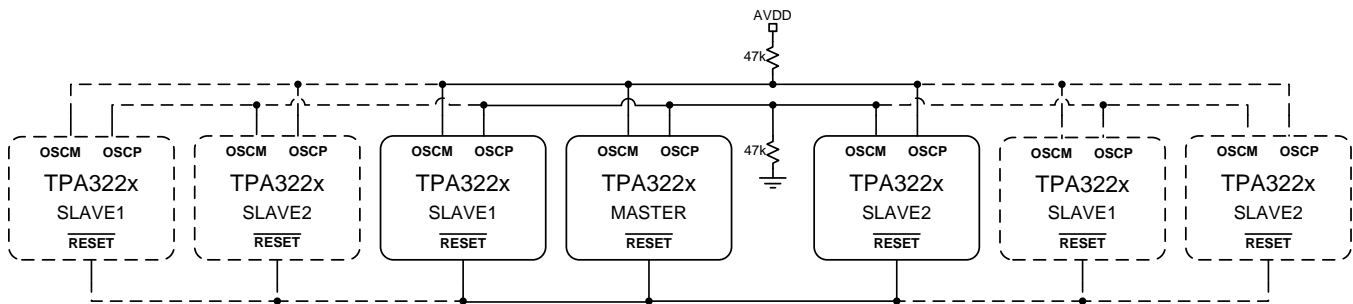 AVDD
47k
47k
OSCM OSCP
TPA322x
SLAVE1
RESET
OSCM OSCP
TPA322x
SLAVE2
RESET
OSCM OSCP
TPA322x
SLAVE1
RESET
OSCM OSCP
TPA322x
MASTER
RESET
OSCM OSCP
TPA322x
SLAVE2
RESET
OSCM OSCP
TPA322x
SLAVE1
RESET
OSCM OSCP
TPA322x
SLAVE2
RESET